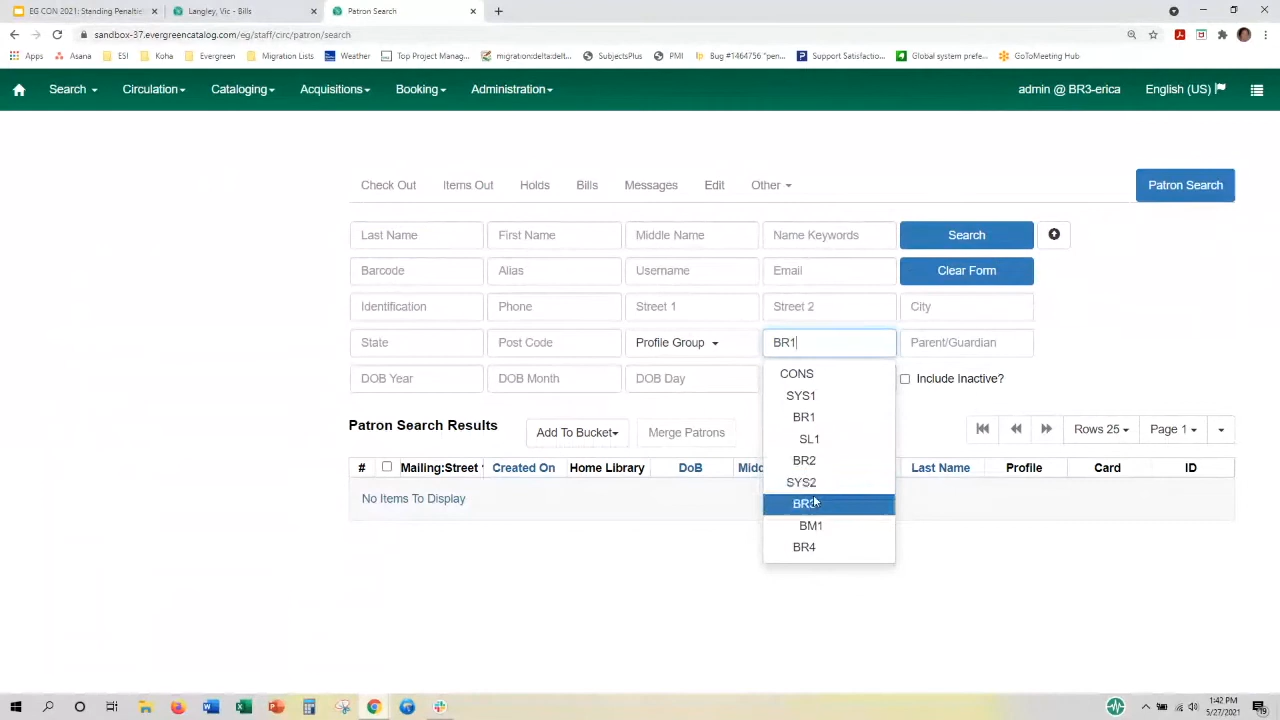 EG CON 2021: Standing Penaltie
Langley, Vic - Bills
Patron Search
sandbox-37.evergreencatalog.com/eg/staff/circ/patron/search
Apps
Asana
ESI
Koha
Evergreen
Migration Lists
Weather
Top Project Manag...
migration:delta:delt...
SubjectsPlus
PMI
Bug #1464756 "pen...
Support Satisfactio...
Global system prefe...
GoToMeeting Hub
Search
Circulation
Cataloging
Acquisitions
Booking
Administration
admin @ BR3-erica
English (US)
Check Out
Items Out
Holds
Bills
Messages
Edit
Other
Patron Search
Last Name
First Name
Middle Name
Name Keywords
Search
Barcode
Alias
Username
Email
Clear Form
Identification
Phone
Street 1
Street 2
City
State
Post Code
Profile Group
BR1
Parent/Guardian
DOB Year
DOB Month
DOB Day
Include Inactive?
CONS
SYS1
BR1
SL1
BR2
SYS2
BR3
BM1
BR4
Patron Search Results
Add To Bucket
Merge Patrons
Rows 25
Page 1
#
Mailing:Street
Created On
Home Library
DoB
Midd
Last Name
Profile
Card
ID
No Items To Display
1:42 PM
5/27/2021